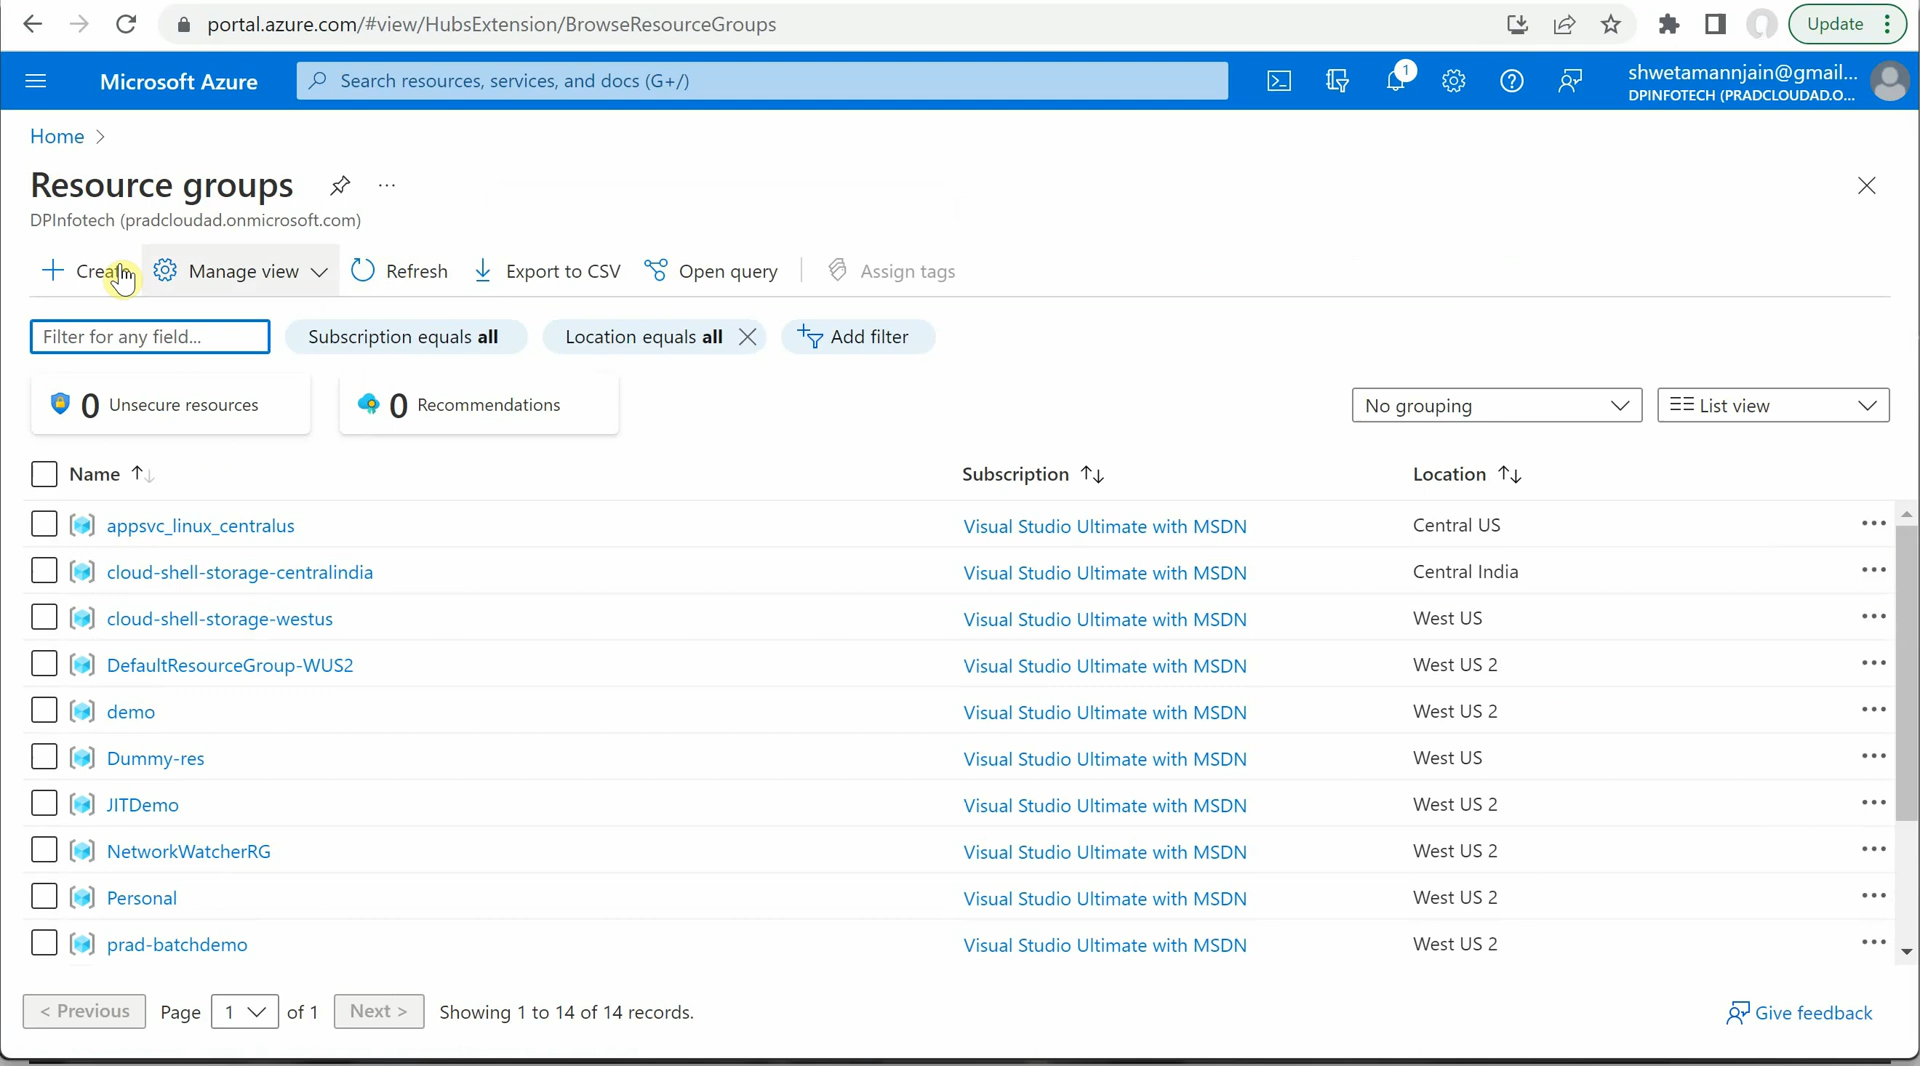 portal.azure.com/#view/HubsExtension/BrowseResourceGroups
Update
Microsoft Azure
Search resources, services, and docs (G+/)
1
shwetamannjain@gmail...
DPINFOTECH (PRADCLOUDAD.O...
Home >
Resource groups
...
DPInfotech (pradcloudad.onmicrosoft.com)
+ Create
Manage view
Refresh
Export to CSV
Open query
Assign tags
Filter for any field...
Subscription equals all
Location equals all
Add filter
0 Unsecure resources
0 Recommendations
No grouping
List view
Name
Subscription
Location
appsvc_linux_centralus Visual Studio Ultimate with MSDN Central US ...
cloud-shell-storage-centralindia Visual Studio Ultimate with MSDN Central India ...
cloud-shell-storage-westus Visual Studio Ultimate with MSDN West US ...
DefaultResourceGroup-WUS2 Visual Studio Ultimate with MSDN West US 2 ...
demo Visual Studio Ultimate with MSDN West US 2 ...
Dummy-res Visual Studio Ultimate with MSDN West US ...
JITDemo Visual Studio Ultimate with MSDN West US 2 ...
NetworkWatcherRG Visual Studio Ultimate with MSDN West US 2 ...
Personal Visual Studio Ultimate with MSDN West US 2 ...
prad-batchdemo Visual Studio Ultimate with MSDN West US 2 ...
< Previous Page 1 of 1 Next > Showing 1 to 14 of 14 records.
Give feedback